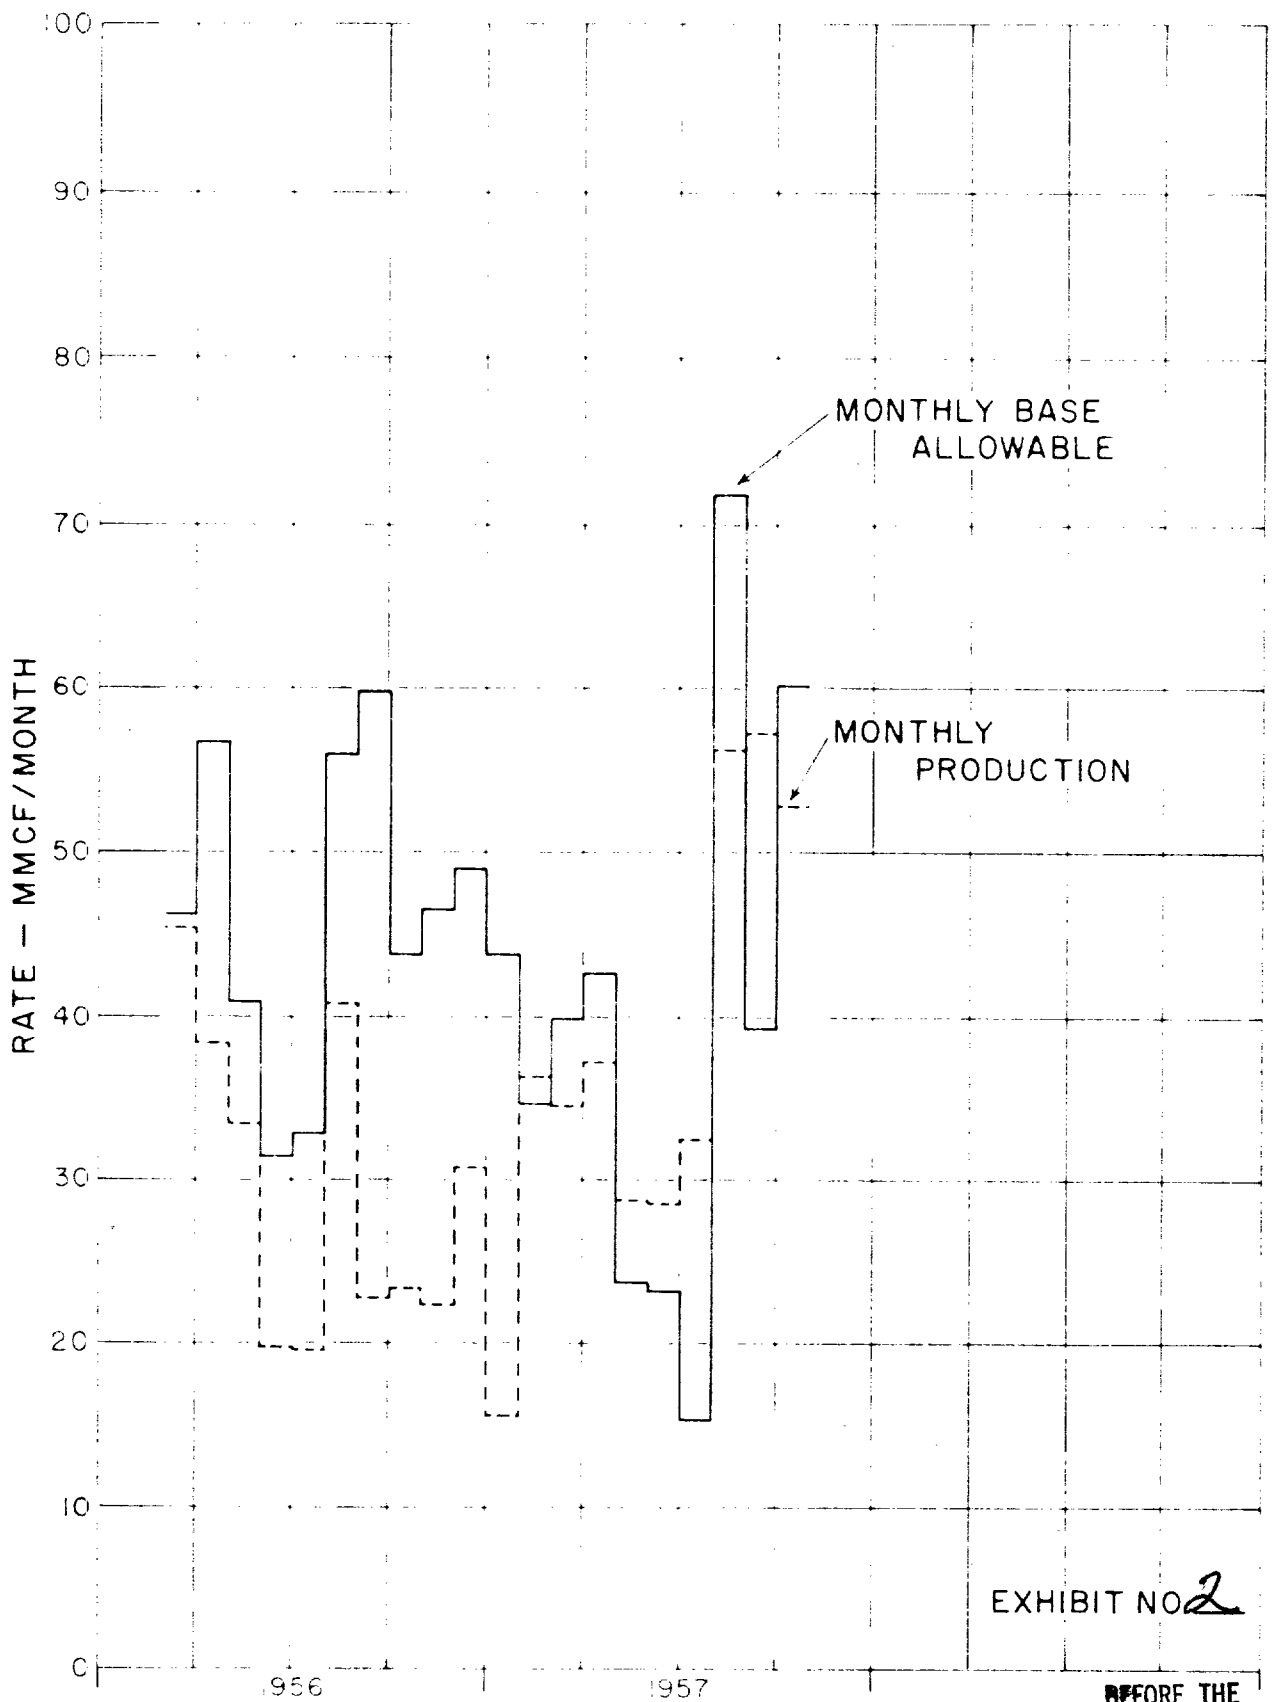 100
90
80
MONTHLY BASE
ALLOWABLE
70
60
MONTHLY
PRODUCTION
50
RATE — MMCF/MONTH
40
30
20
10
EXHIBIT NO 2
0
1956
1957
BEFORE THE